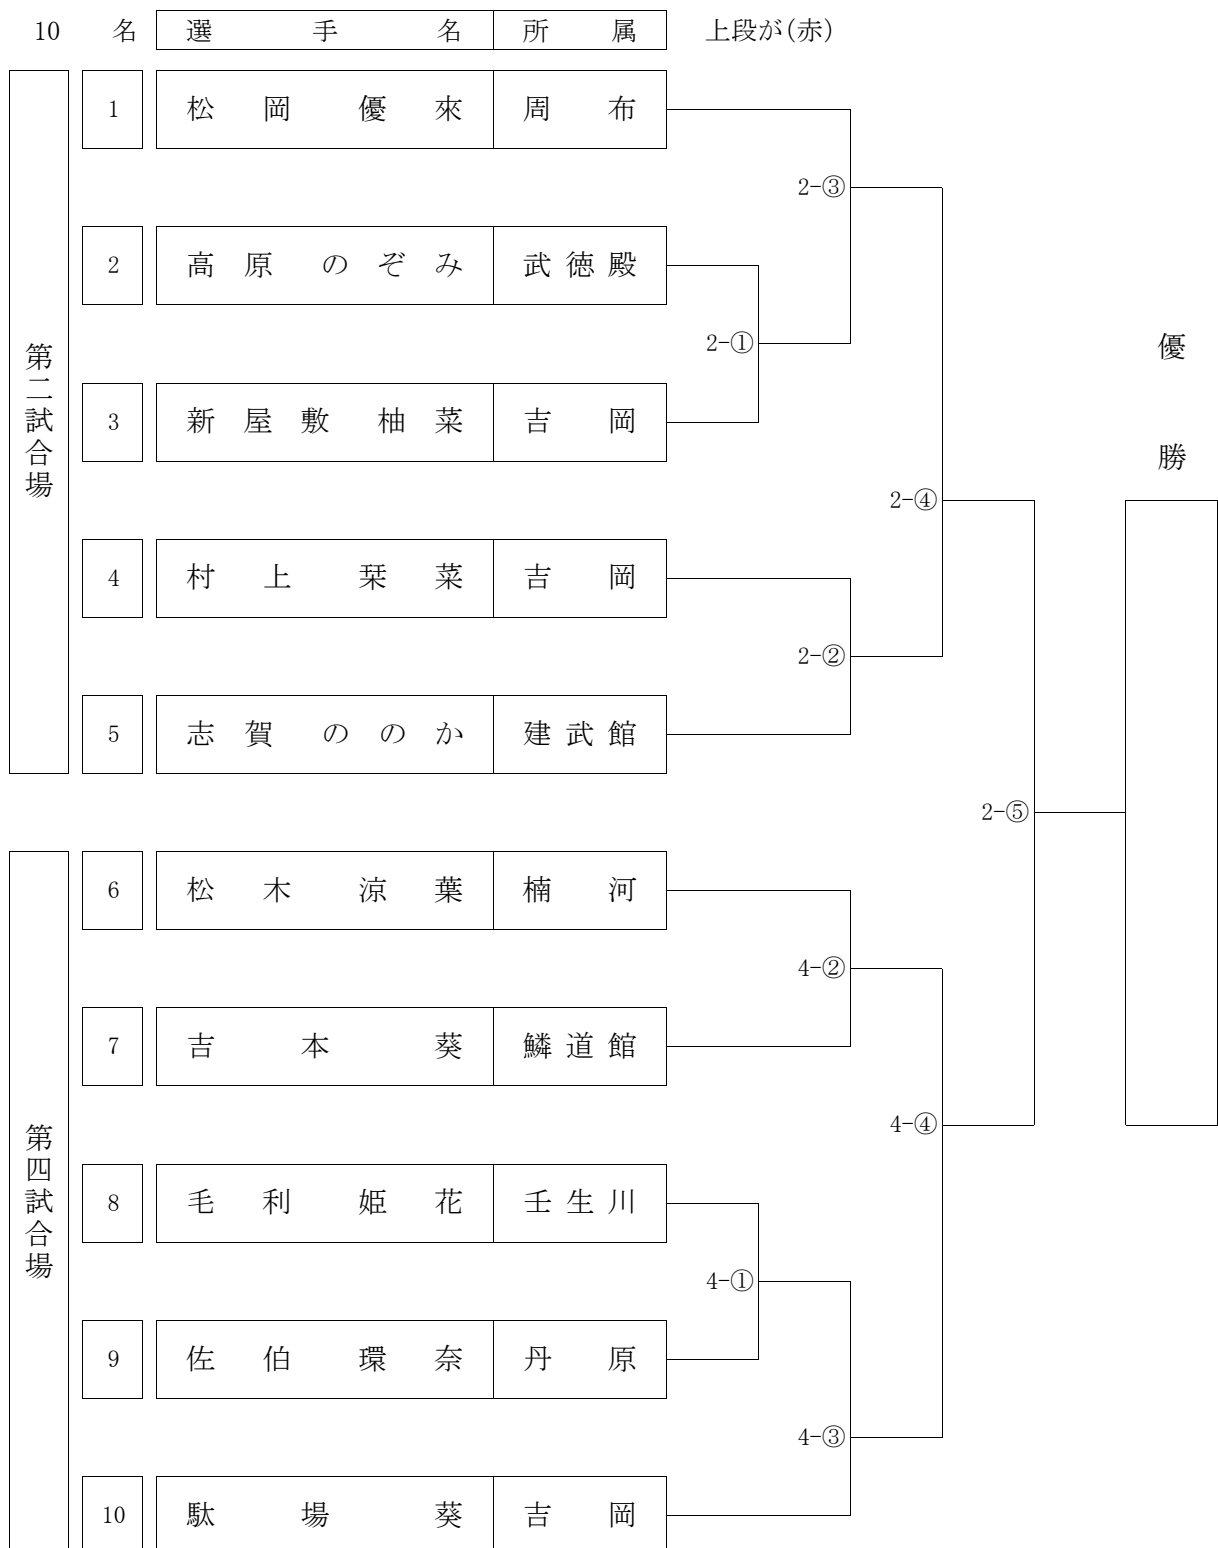 10 名 選手名 所属 上段が(赤)
第二試合場
1 松岡 優來 周布
2-③
2 高原 のぞみ 武徳殿
2-①
優勝
3 新屋敷 柚菜 吉岡
2-④
4 村上 栞菜 吉岡
2-②
5 志賀 ののか 建武館
2-⑤
第四試合場
6 松木 涼葉 楠河
4-②
7 吉本 葵 鱗道館
4-④
8 毛利 姫花 壬生川
4-①
9 佐伯 環奈 丹原
4-③
10 駄場 葵 吉岡